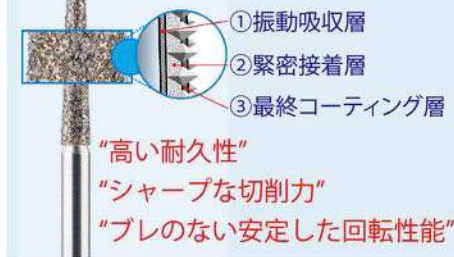 ①振動吸収層
②緊密接着層
③最終コーティング層
“高い耐久性”
“シャープな切削力”
“ブレのない安定した回転性能”